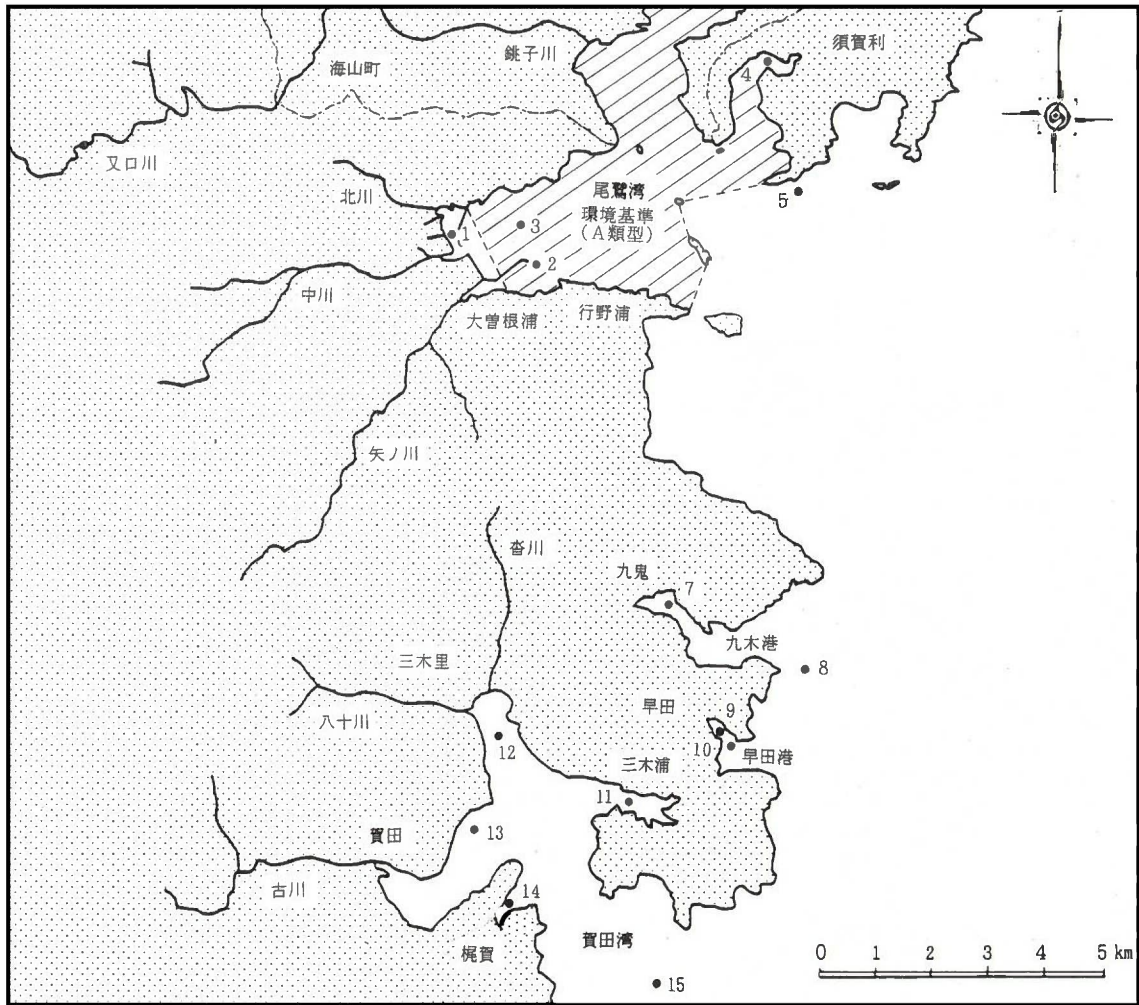 須賀利
銚子川
海山町
4
又口川
北川
尾鷲湾
環境基準
(A類型)
5
1
3
2
中川
大曽根浦
行野浦
矢ノ川
沓川
九鬼
7
九木港
三木里
8
八十川
早田
9
10
早田港
12
三木浦
11
賀田
13
古川
14
梶賀
賀田湾
0 1 2 3 4 5 km
15